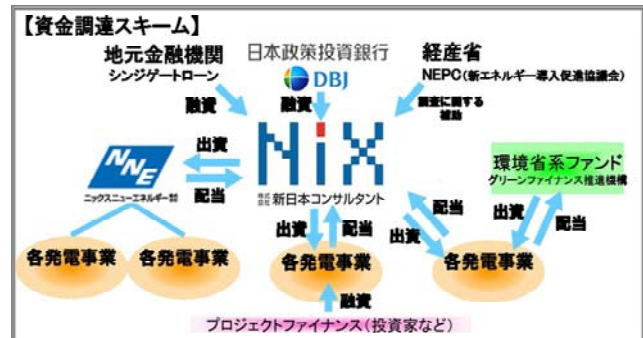 【資金調達スキーム】
地元金融機関
シンジゲートローン
融資
日本政策投資銀行
DBJ
融資
経産省
NEPC(新エネルギー導入促進協議会)
調査に関する
補助
NNE
ニックスニューエネルギー株式会社
出資
配当
NiX
株式会社 新日本コンサルタント
環境省系ファンド
グリーンファイナンス推進機構
出資
配当
出資
配当
出資
配当
各発電事業
各発電事業
各発電事業
各発電事業
融資
プロジェクトファイナンス(投資家など)